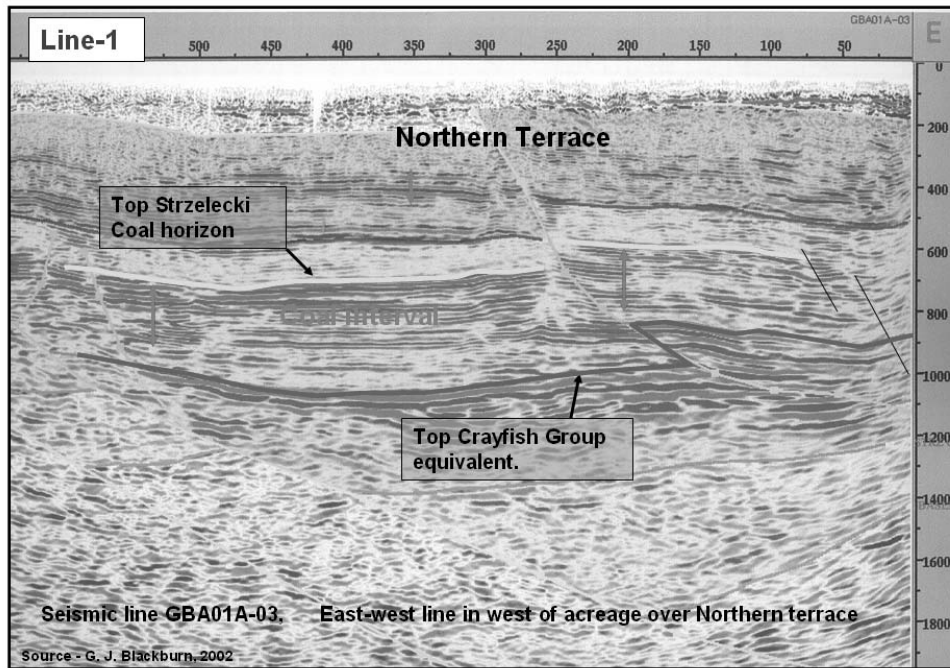 GBA01A-03
Line-1
E
500 450 400 350 300 250 200 150 100 50
0
200
Northern Terrace
400
Top Strzelecki
Coal horizon
600
800
Coal interval
1000
Top Crayfish Group
equivalent.
1200
1400
1600
Seismic line GBA01A-03, East-west line in west of acreage over Northern terrace
1800
Source - G. J. Blackburn, 2002